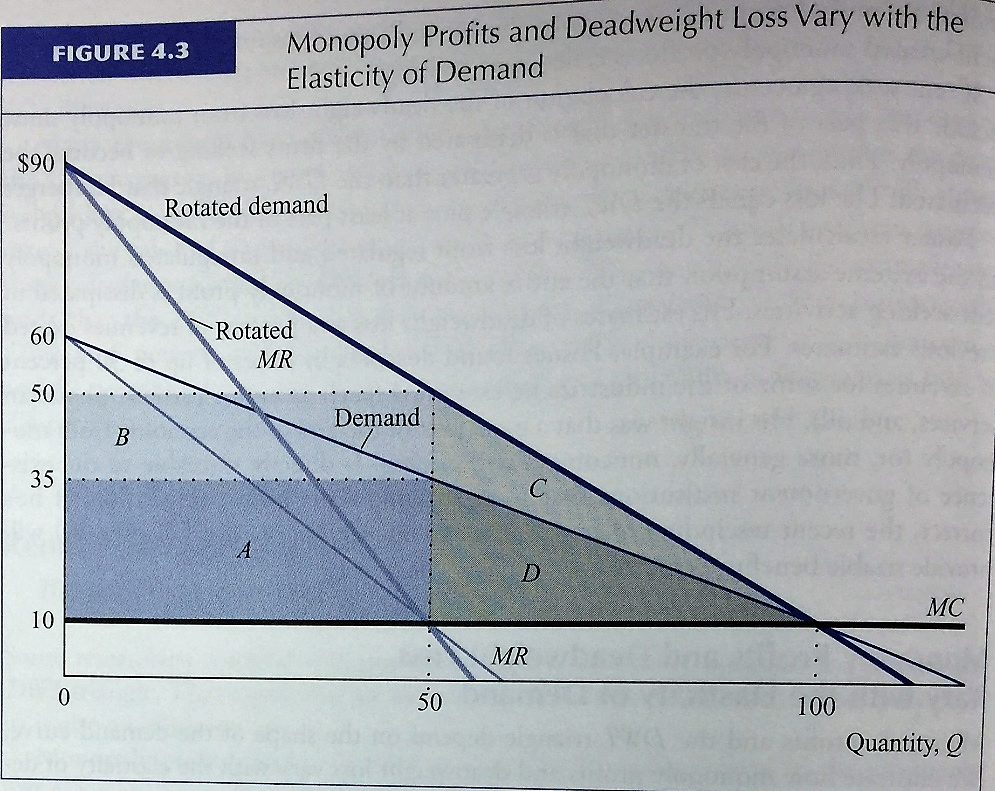 FIGURE 4.3
Monopoly Profits and Deadweight Loss Vary with the
Elasticity of Demand
$90
Rotated demand
60
Rotated
MR
50
Demand
B
35
C
A
D
10
MC
MR
0
50
100
Quantity, Q